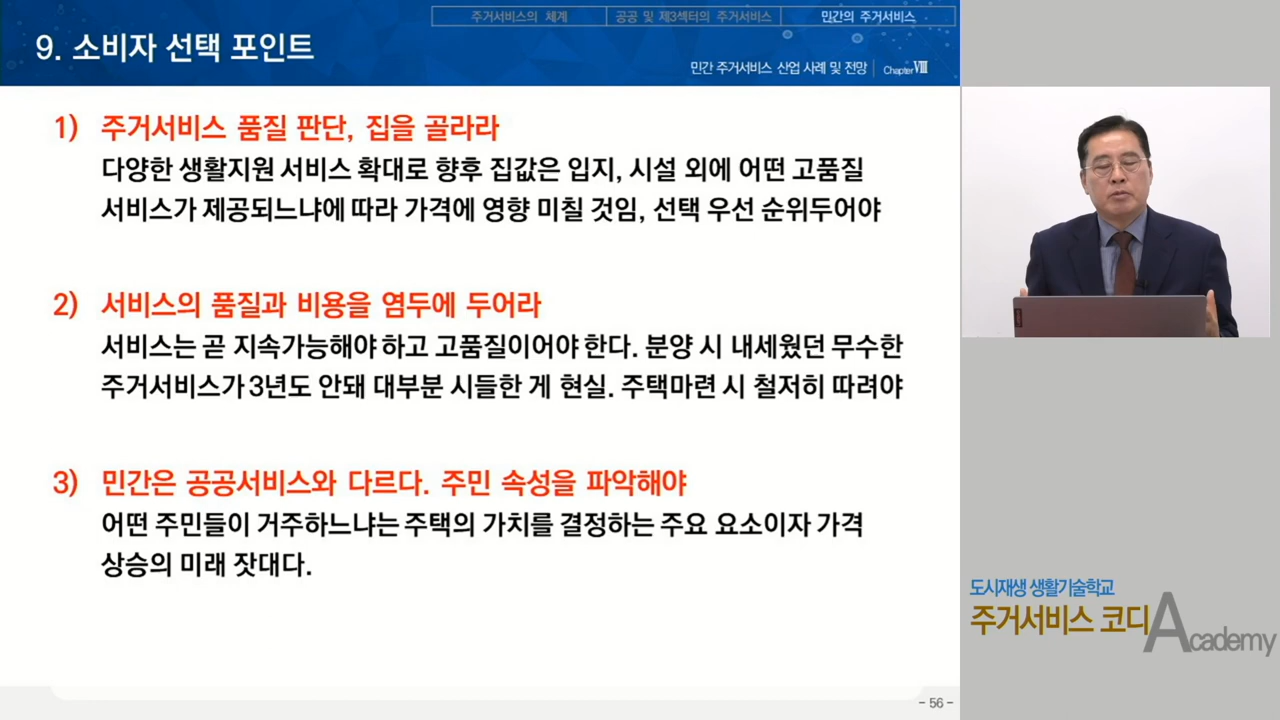 주거서비스의 체계
공공 및 제3섹터의 주거서비스
민간의 주거서비스
9. 소비자 선택 포인트
민간 주거서비스 산업 사례 및 전망 | Chapter Ⅷ
1) 주거서비스 품질 판단, 집을 골라라
다양한 생활지원 서비스 확대로 향후 집값은 입지, 시설 외에 어떤 고품질
서비스가 제공되느냐에 따라 가격에 영향 미칠 것임, 선택 우선 순위두어야
2) 서비스의 품질과 비용을 염두에 두어라
서비스는 곧 지속가능해야 하고 고품질이어야 한다. 분양 시 내세웠던 무수한
주거서비스가 3년도 안돼 대부분 시들한 게 현실. 주택마련 시 철저히 따려야
3) 민간은 공공서비스와 다르다. 주민 속성을 파악해야
어떤 주민들이 거주하느냐는 주택의 가치를 결정하는 주요 요소이자 가격
상승의 미래 잣대다.
도시재생 생활기술학교
주거서비스 코디 Academy
- 56 -